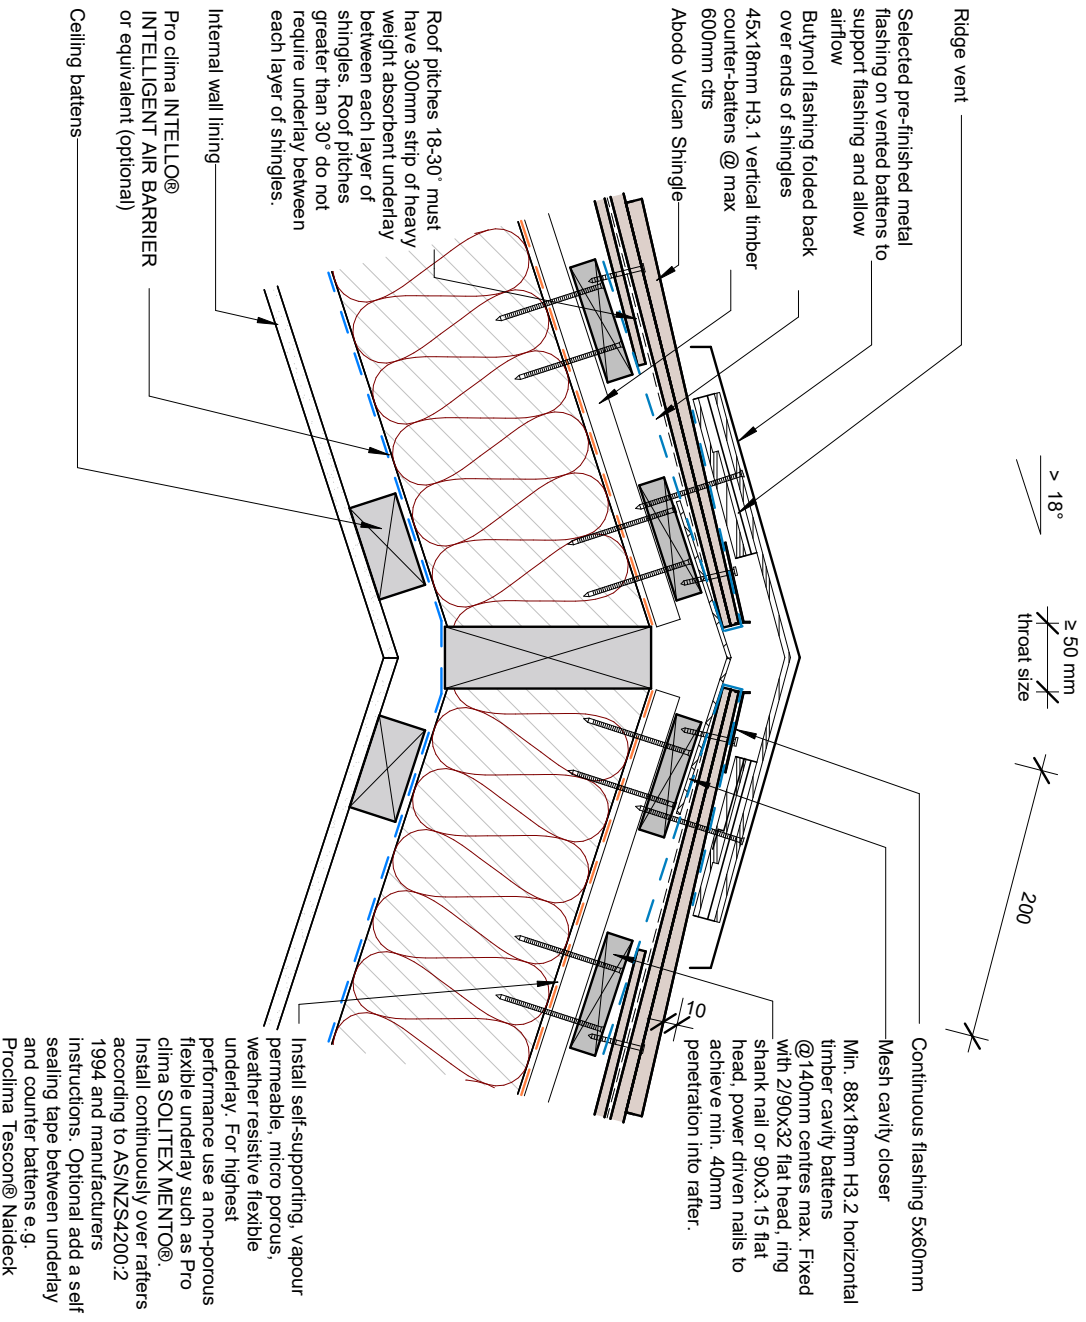 Ridge vent
Selected pre-finished metal
flashing on vented battens to
support flashing and allow
airflow
Butynol flashing folded back
over ends of shingles
45x18mm H3.1 vertical timber
counter-battens @ max
600mm ctrs
Abodo Vulcan Shingle
Roof pitches 18-30° must
have 300mm strip of heavy
weight absorbent underlay
between each layer of
shingles. Roof pitches
greater than 30° do not
require underlay between
each layer of shingles.
Internal wall lining
Pro clima INTELLO®
INTELLIGENT AIR BARRIER
or equivalent (optional)
Ceiling battens
> 18°
≥ 50 mm
throat size
200
10
Continuous flashing 5x60mm
Mesh cavity closer
Min. 88x18mm H3.2 horizontal
timber cavity battens
@140mm centres max. Fixed
with 2/90x32 flat head, ring
shank nail or 90x3.15 flat
head, power driven nails to
achieve min. 40mm
penetration into rafter.
Install self-supporting, vapour
permeable, micro porous,
weather resistive flexible
underlay. For highest
performance use a non-porous
flexible underlay such as Pro
clima SOLITEX MENTO®.
Install continuously over rafters
according to AS/NZS4200:2
1994 and manufacturers
instructions. Optional add a self
sealing tape between underlay
and counter battens e.g.
Proclima Tescon® Naideck